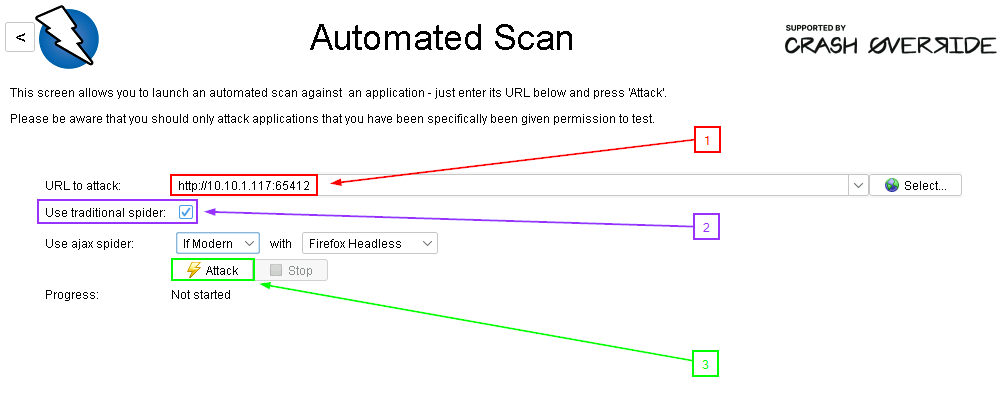 <
Automated Scan
SUPPORTED BY
CRASH OVERRIDE
This screen allows you to launch an automated scan against an application - just enter its URL below and press 'Attack'.
Please be aware that you should only attack applications that you have been specifically been given permission to test.
1
URL to attack: http://10.10.1.117:65412 Select...
Use traditional spider:
2
Use ajax spider: If Modern with Firefox Headless
Attack Stop
Progress: Not started
3